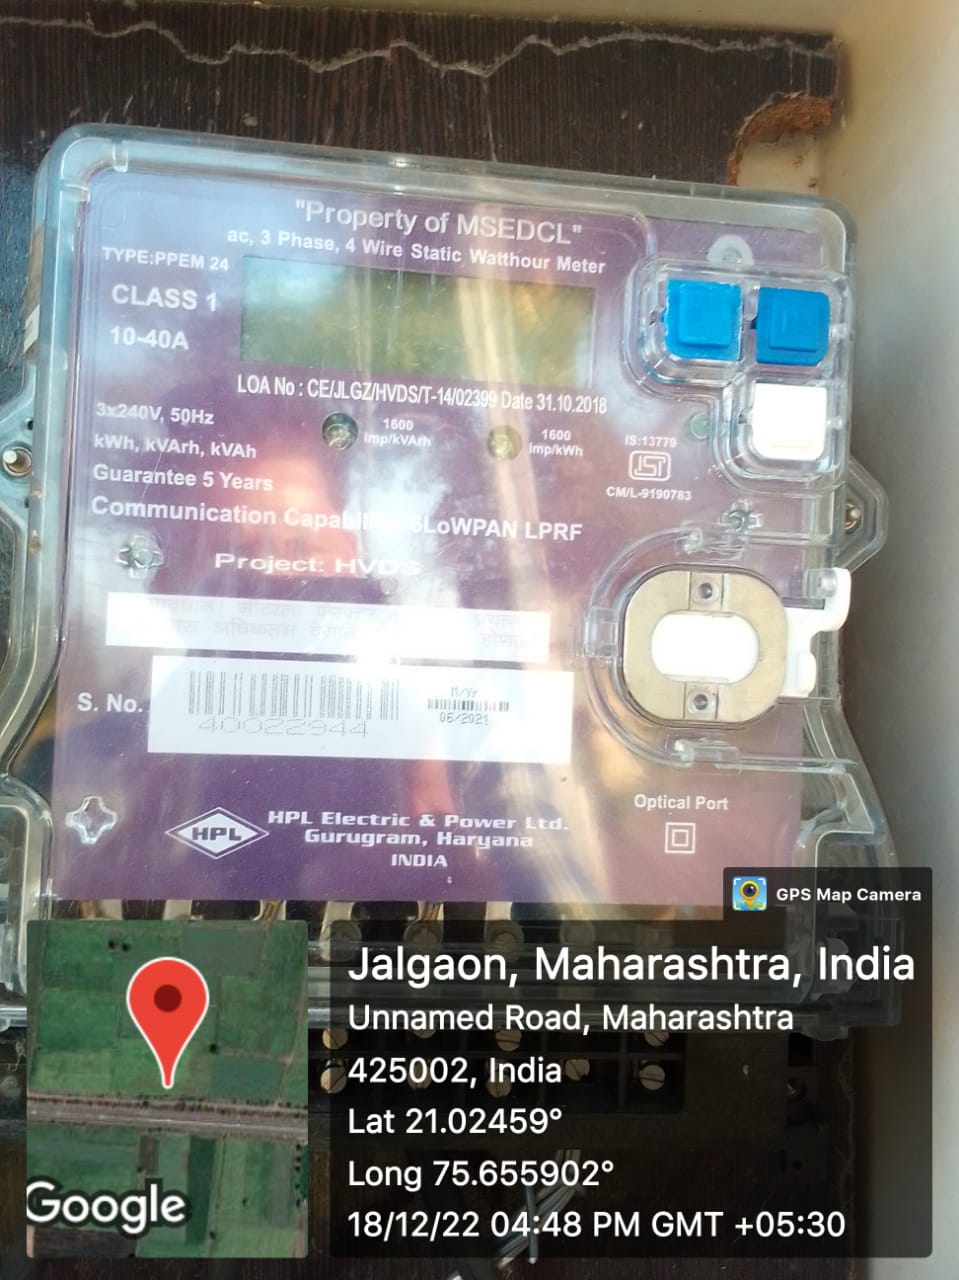 "Property of MSEDCL"
ac, 3 Phase, 4 Wire Static Watthour Meter
TYPE:PPEM 24
CLASS 1
10-40A
LOA No : CE/JLGZ/HVDS/T-14/02399 Date 31.10.2018
3x240V, 50Hz
1600
imp/kVArh
1600
imp/kWh
kWh, kVArh, kVAh
IS:13779
ISI
CM/L-9190783
Guarantee 5 Years
Communication Capability 6LoWPAN LPRF
Project: HVDS
अधिकतम
S. No.
40022944
M/Yr
06/2021
HPL
HPL Electric & Power Ltd.
Gurugram, Haryana
INDIA
Optical Port
GPS Map Camera
Jalgaon, Maharashtra, India
Unnamed Road, Maharashtra
425002, India
Lat 21.02459°
Long 75.655902°
18/12/22 04:48 PM GMT +05:30
Google